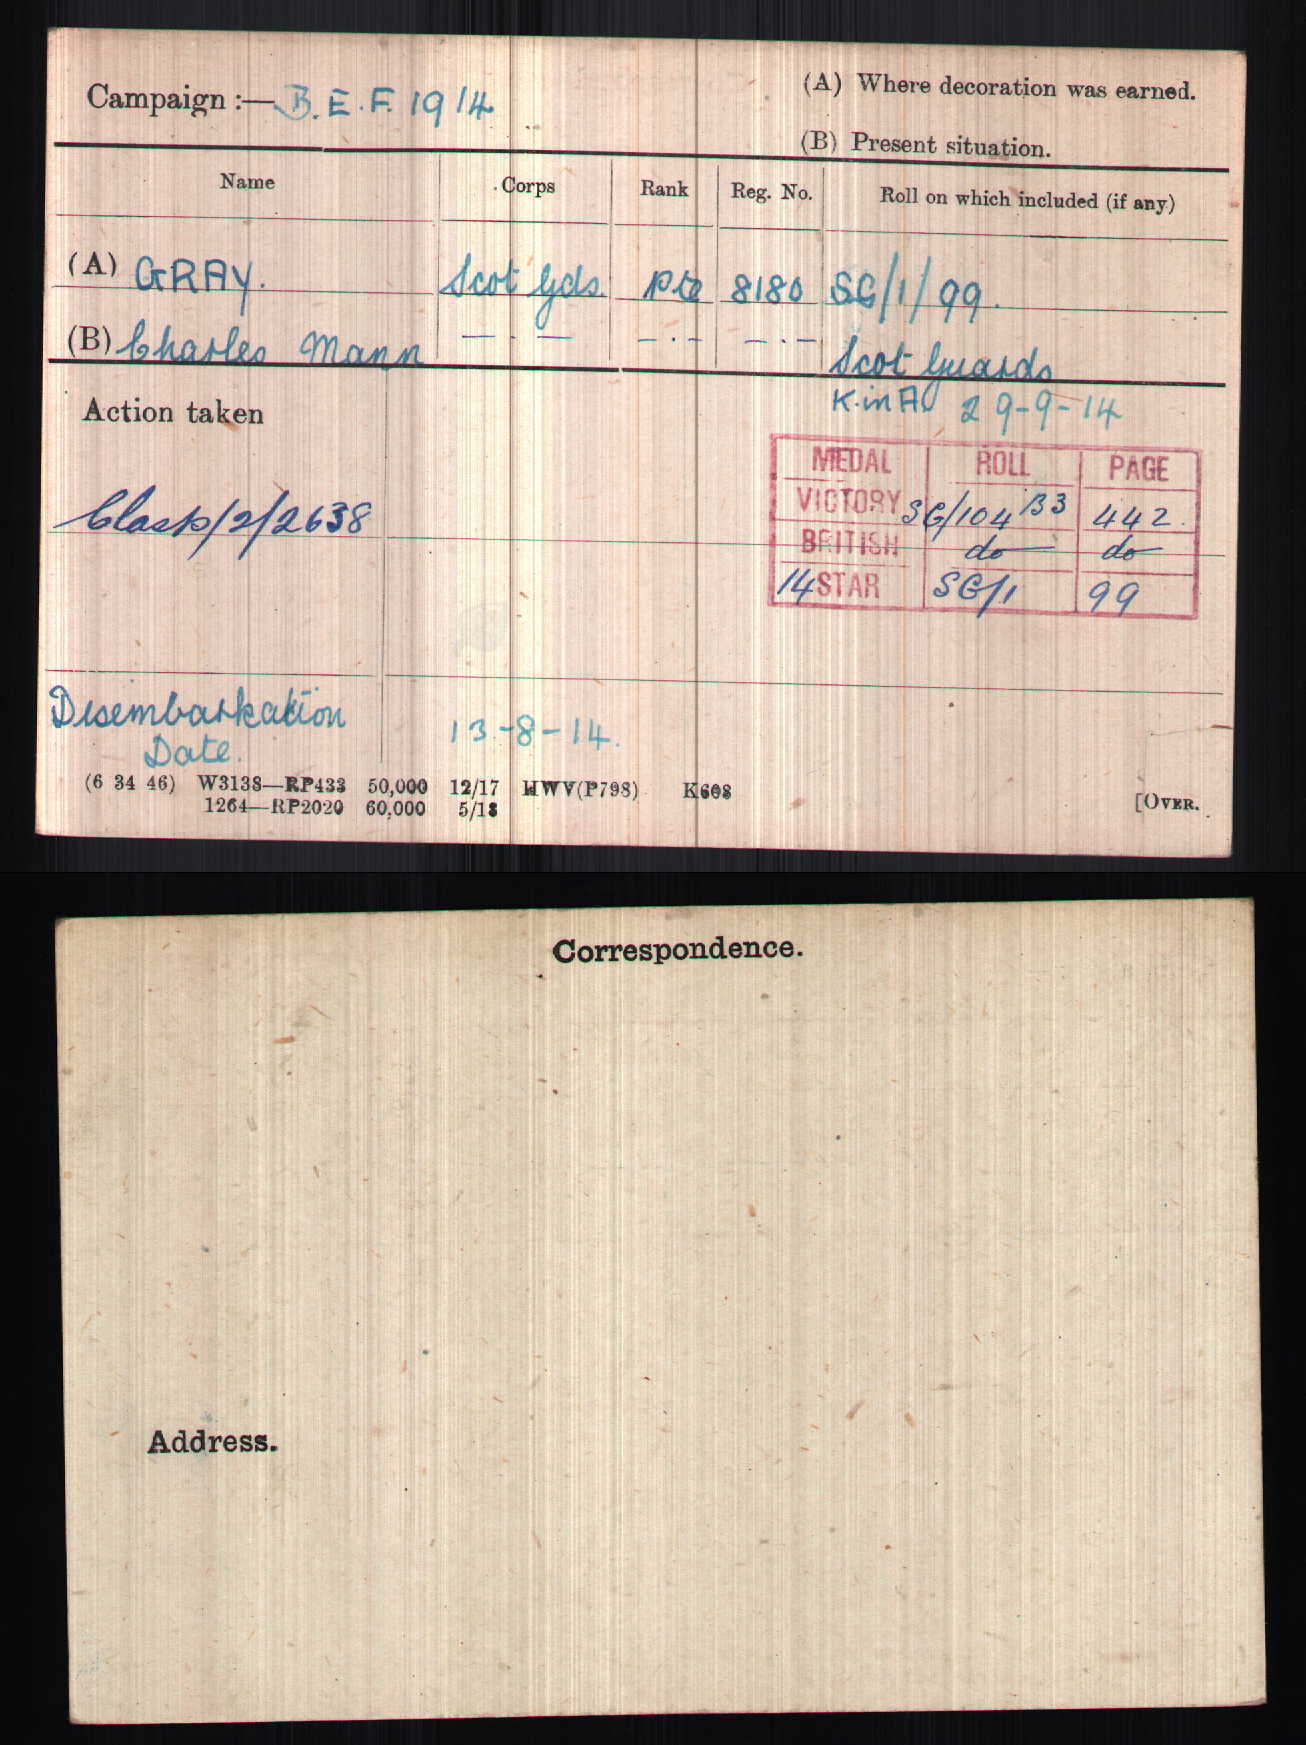 Campaign :— B.E.F. 1914
(A) Where decoration was earned.
(B) Present situation.
Name Corps Rank Reg. No. Roll on which included (if any)
(A) GRAY. Scot Gds. Pte 8180 SG/1/99.
(B) Charles Mann — . — — . — — . — Scot Guards
K. in A. 29-9-14
Action taken
MEDAL ROLL PAGE
VICTORY SG/104 B3 442.
BRITISH do do
14 STAR SG/1 99
Clasp/2/2638
Disembarkation
Date. 13-8-14.
(6 34 46) W3138—RP433 50,000 12/17 HWV(P798) K608
1264—RP2020 60,000 5/18
[OVER.
Correspondence.
Address.